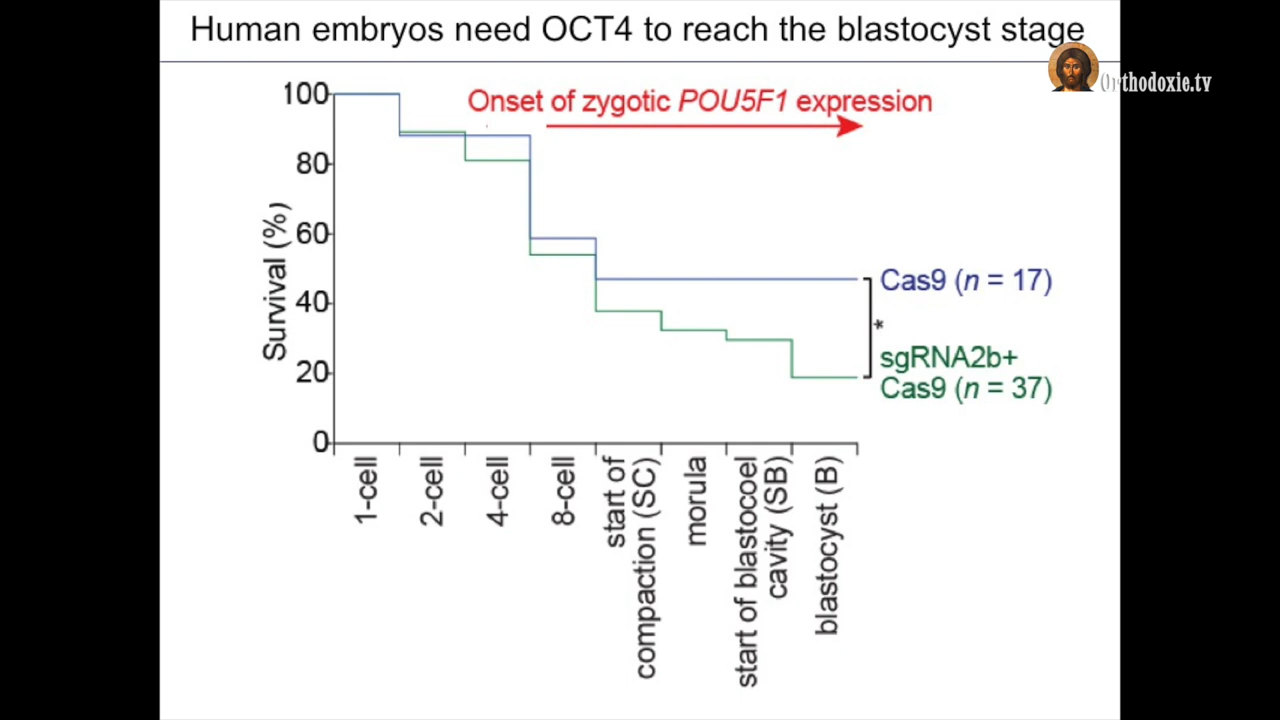 Human embryos need OCT4 to reach the blastocyst stage
Orthodoxie.tv
Onset of zygotic POU5F1 expression
Survival (%)
100
80
60
40
20
0
Cas9 (n = 17)
*
sgRNA2b+
Cas9 (n = 37)
1-cell
2-cell
4-cell
8-cell
start of
compaction (SC)
morula
start of blastocoel
cavity (SB)
blastocyst (B)